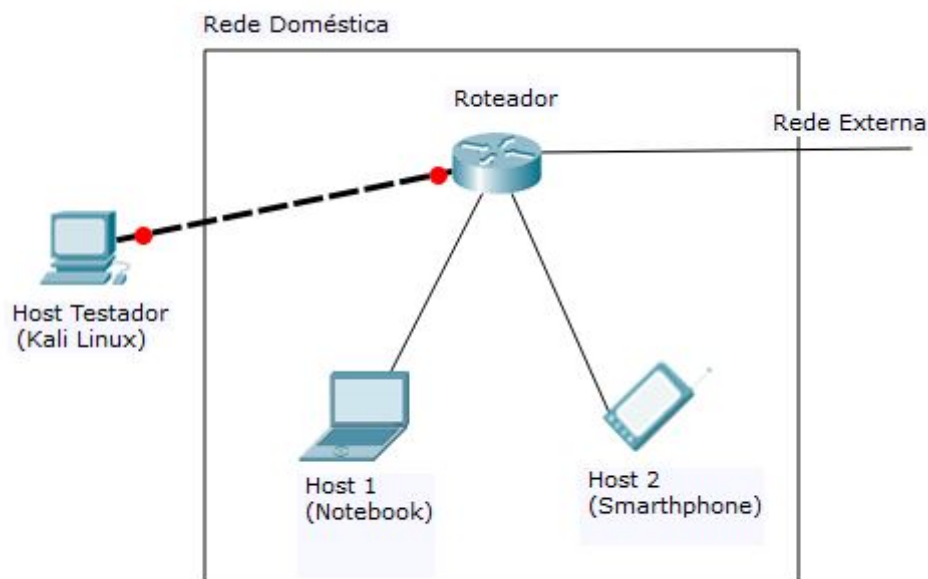 Rede Doméstica
Roteador
Rede Externa
Host Testador
(Kali Linux)
Host 1
(Notebook)
Host 2
(Smarthphone)